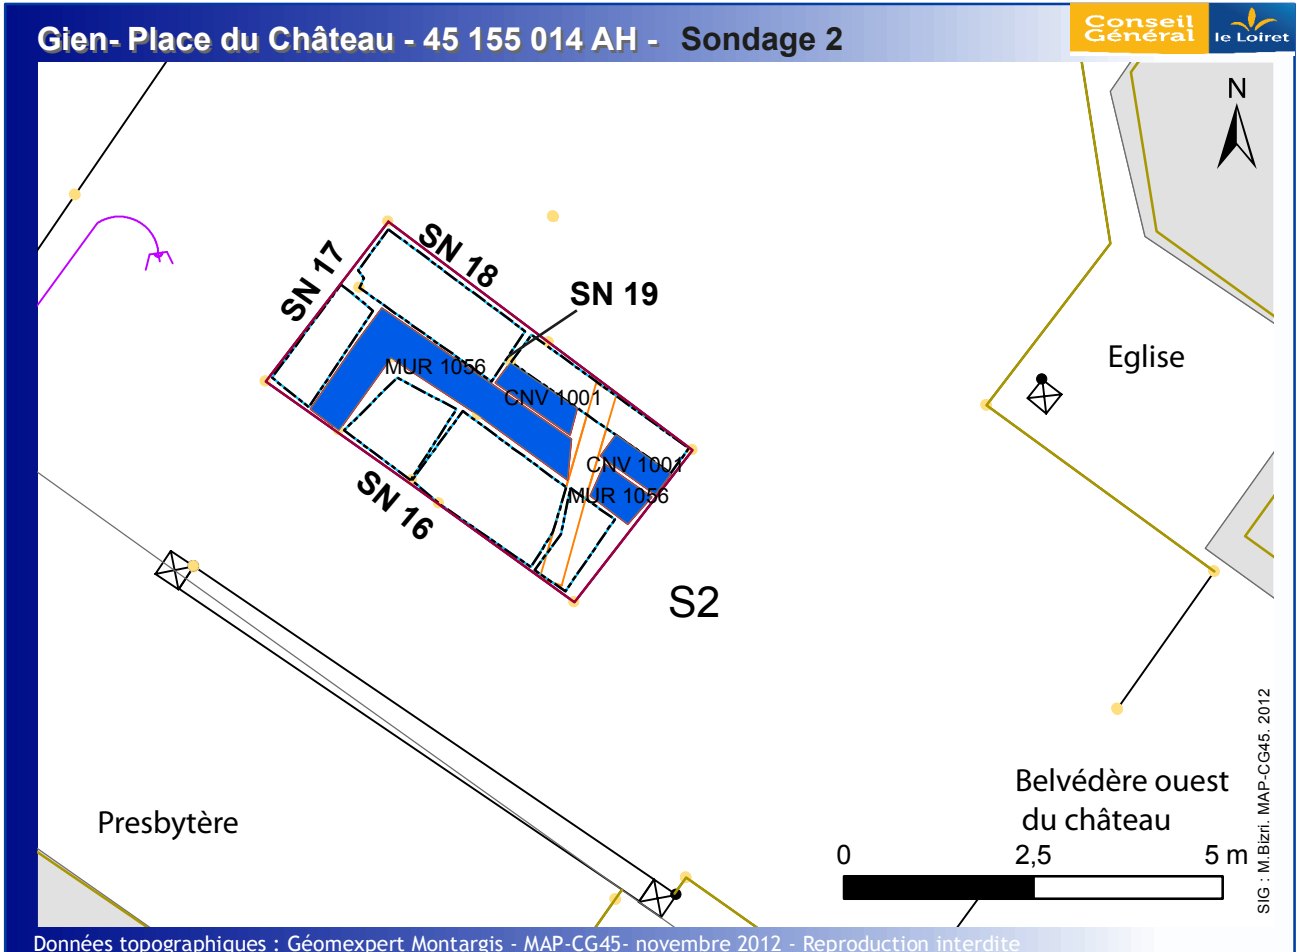 Gien- Place du Château - 45 155 014 AH - Sondage 2
Conseil
Général
le Loiret
N
SN 17
SN 18
SN 19
MUR 1056
CNV 1001
CNV 1001
MUR 1056
SN 16
S2
Eglise
Presbytère
Belvédère ouest
du château
0 2,5 5 m
SIG : M.Bizri. MAP-CG45. 2012
Données topographiques : Géomexpert Montargis - MAP-CG45- novembre 2012 - Reproduction interdite